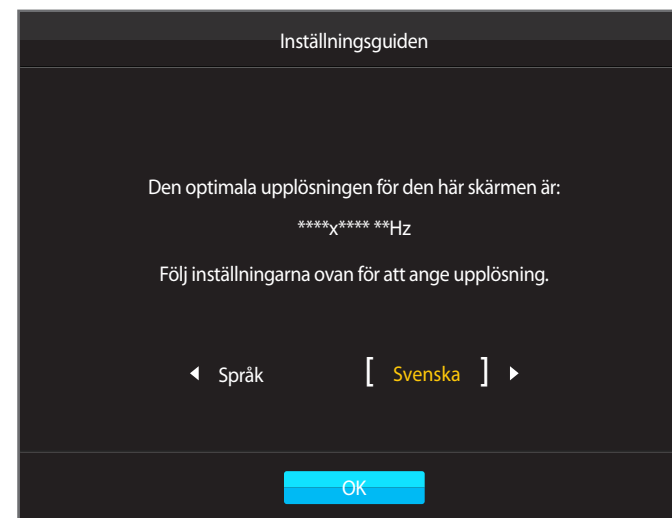 Inställningsguiden
Den optimala upplösningen för den här skärmen är:
****x**** **Hz
Följ inställningarna ovan för att ange upplösning.
Språk [ Svenska ]
OK